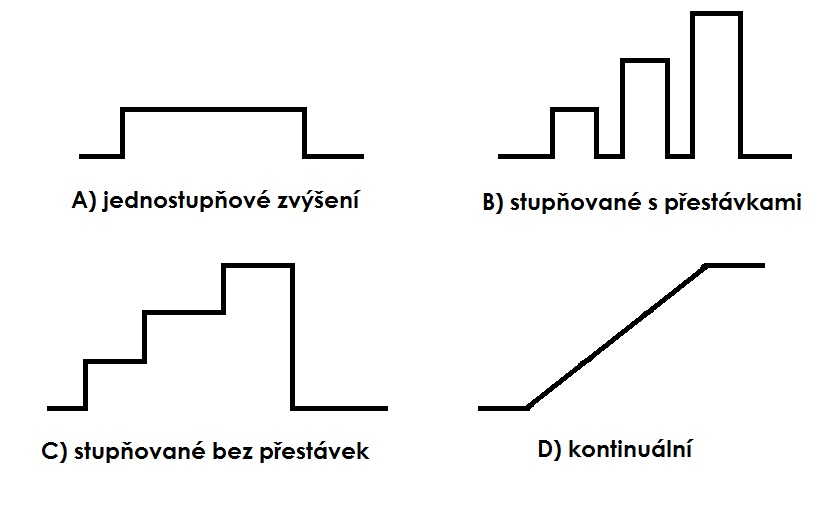 A) jednostupňové zvýšení
B) stupňované s přestávkami
C) stupňované bez přestávek
D) kontinuální